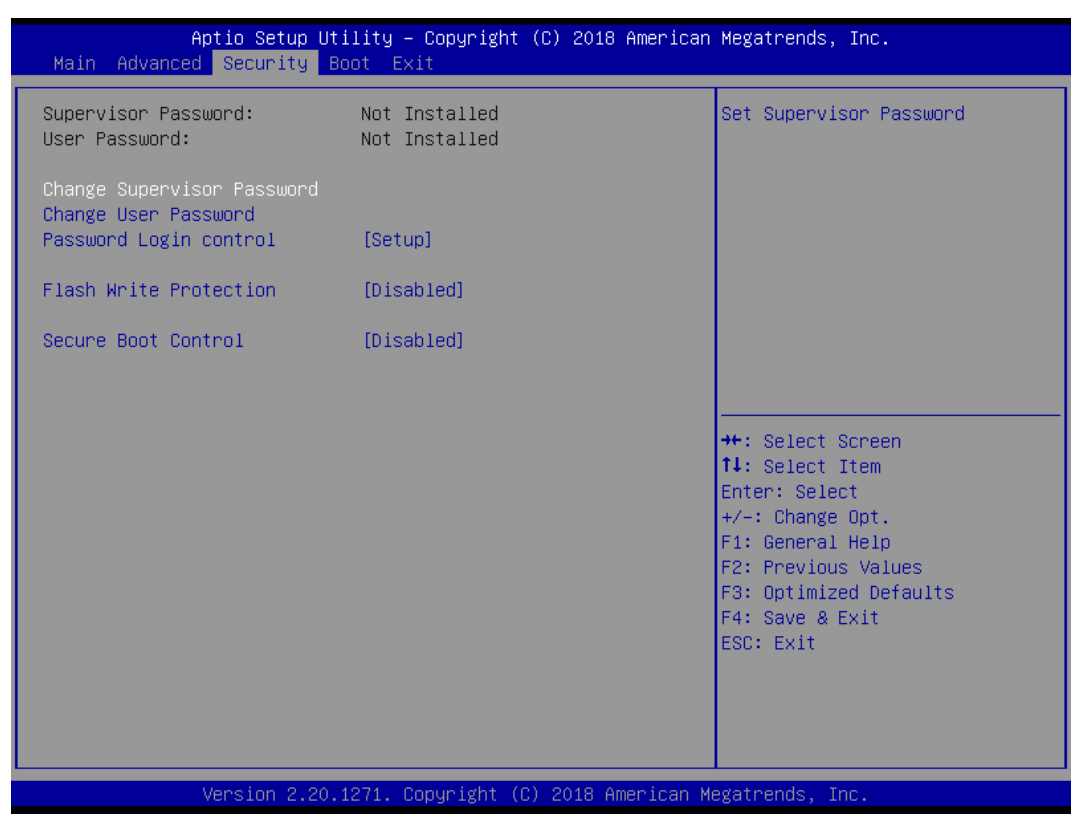 Aptio Setup Utility – Copyright (C) 2018 American Megatrends, Inc.
Main Advanced Security Boot Exit
Supervisor Password: Not Installed
User Password: Not Installed
Change Supervisor Password
Change User Password
Password Login control [Setup]
Flash Write Protection [Disabled]
Secure Boot Control [Disabled]
Set Supervisor Password
→←: Select Screen
↑↓: Select Item
Enter: Select
+/-: Change Opt.
F1: General Help
F2: Previous Values
F3: Optimized Defaults
F4: Save & Exit
ESC: Exit
Version 2.20.1271. Copyright (C) 2018 American Megatrends, Inc.